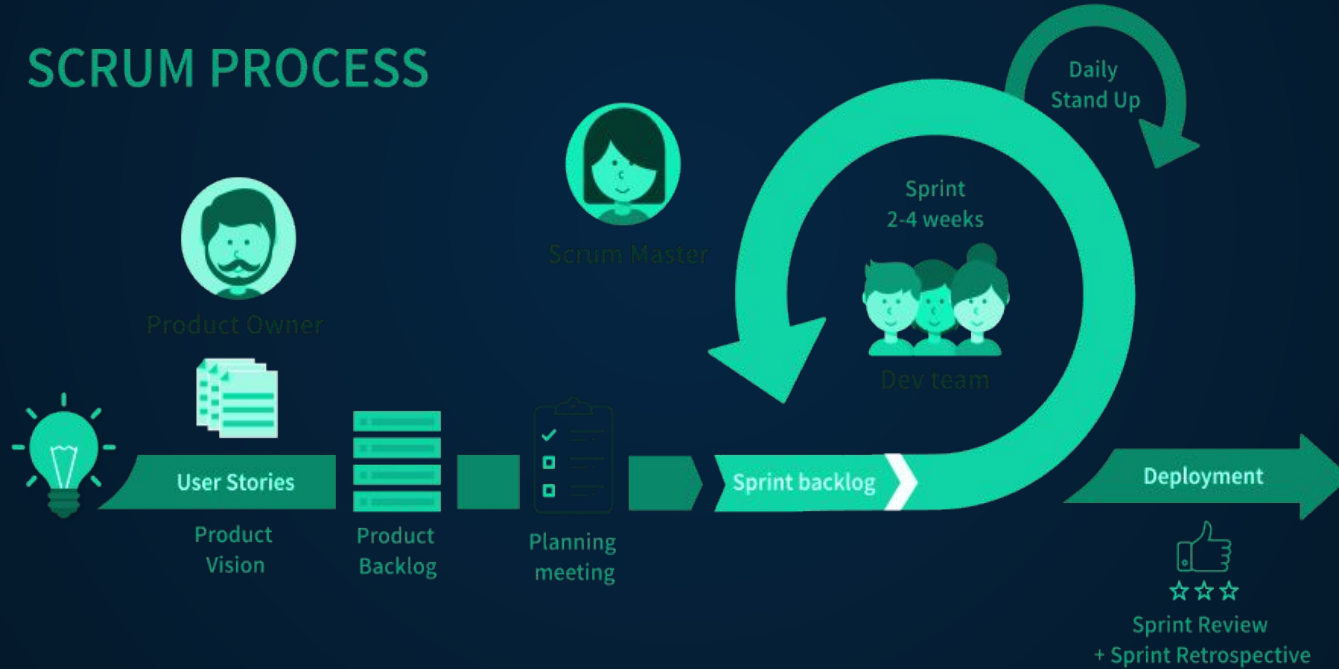 SCRUM PROCESS
Daily
Stand Up
Sprint
2-4 weeks
Scrum Master
Product Owner
Dev team
User Stories
Sprint backlog
Deployment
Product
Vision
Product
Backlog
Planning
meeting
Sprint Review
+ Sprint Retrospective